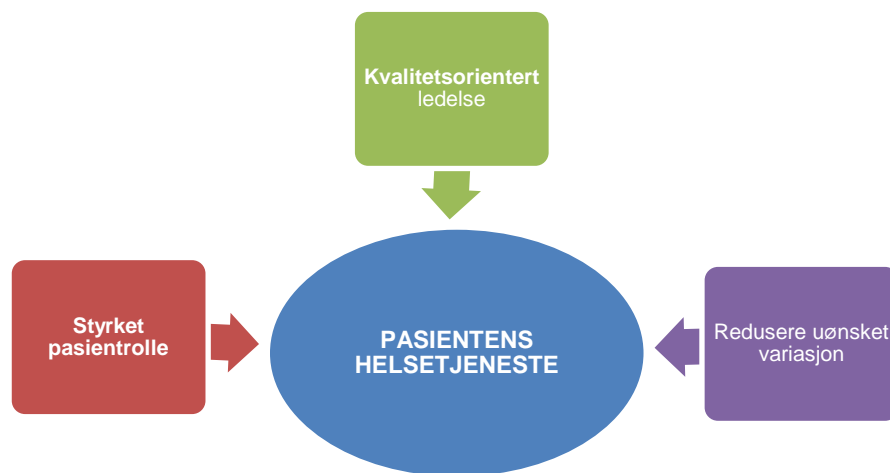 Kvalitetsorientert
ledelse
Styrket
pasientrolle
PASIENTENS
HELSETJENESTE
Redusere uønsket
variasjon